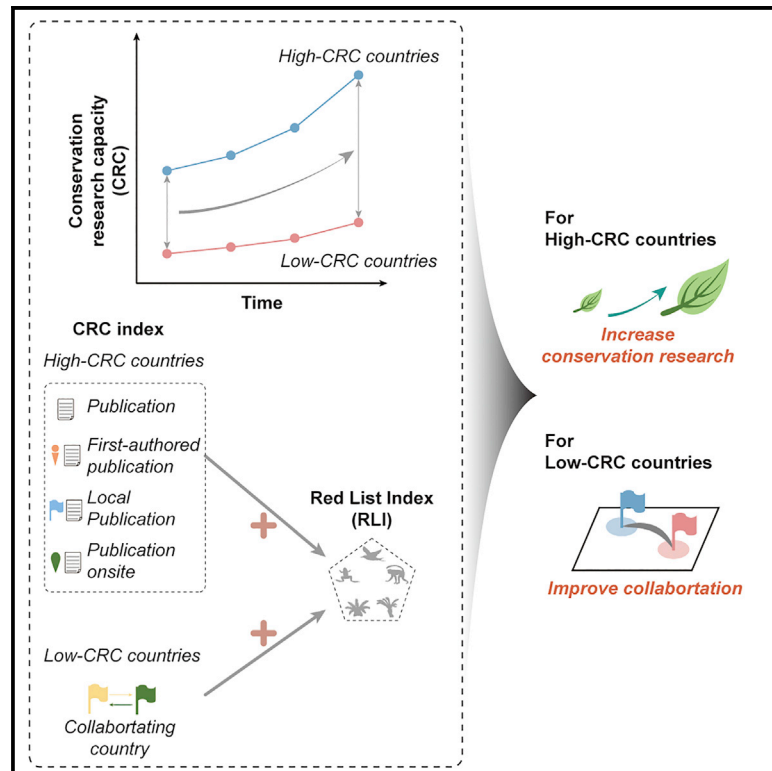 High-CRC countries
Conservation
research capacity
(CRC)
Low-CRC countries
Time
CRC index
High-CRC countries
Publication
First-authored
publication
Local
Publication
Publication
onsite
+
Red List Index
(RLI)
+
Low-CRC countries
Collabortating
country
For
High-CRC countries
Increase
conservation research
For
Low-CRC countries
Improve collabortation